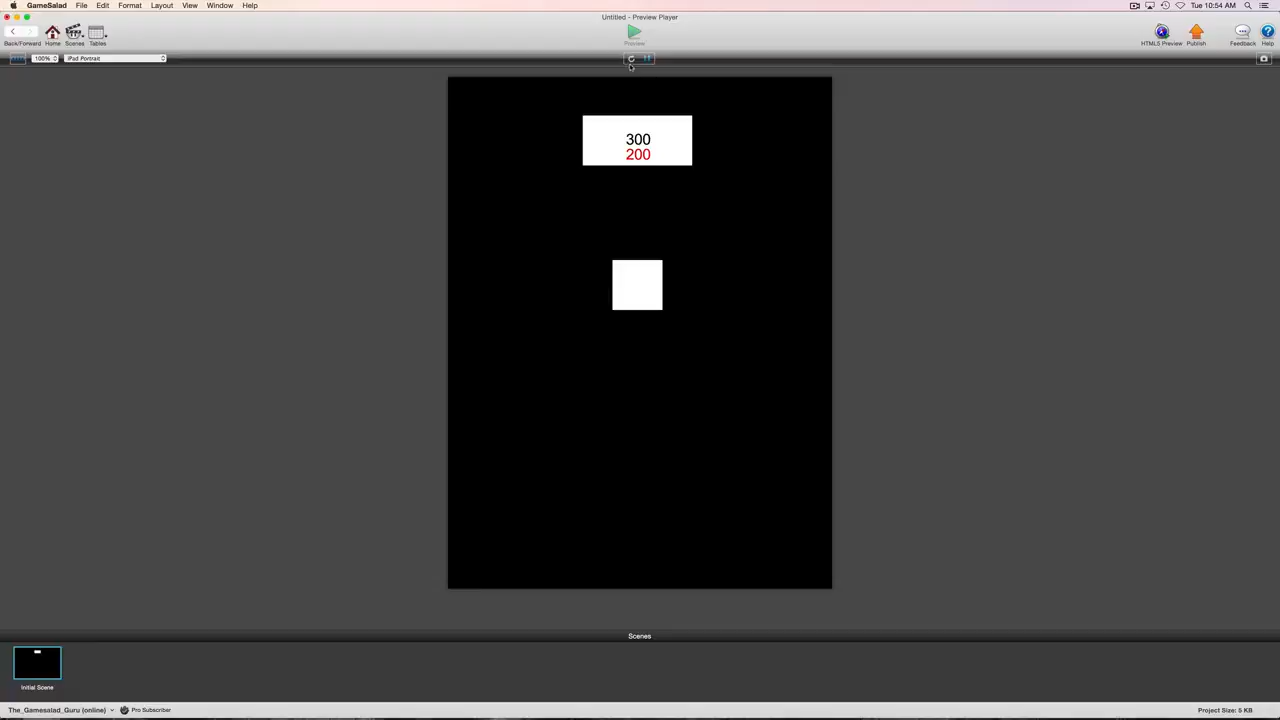 GameSalad File Edit Format Layout View Window Help
Tue 10:54 AM
Untitled - Preview Player
Back/Forward Home Scenes Tables
Preview
HTML5 Preview Publish Feedback Help
100% iPad Portrait
300
200
Scenes
Initial Scene
The_Gamesalad_Guru (online) Pro Subscriber
Project Size: 5 KB